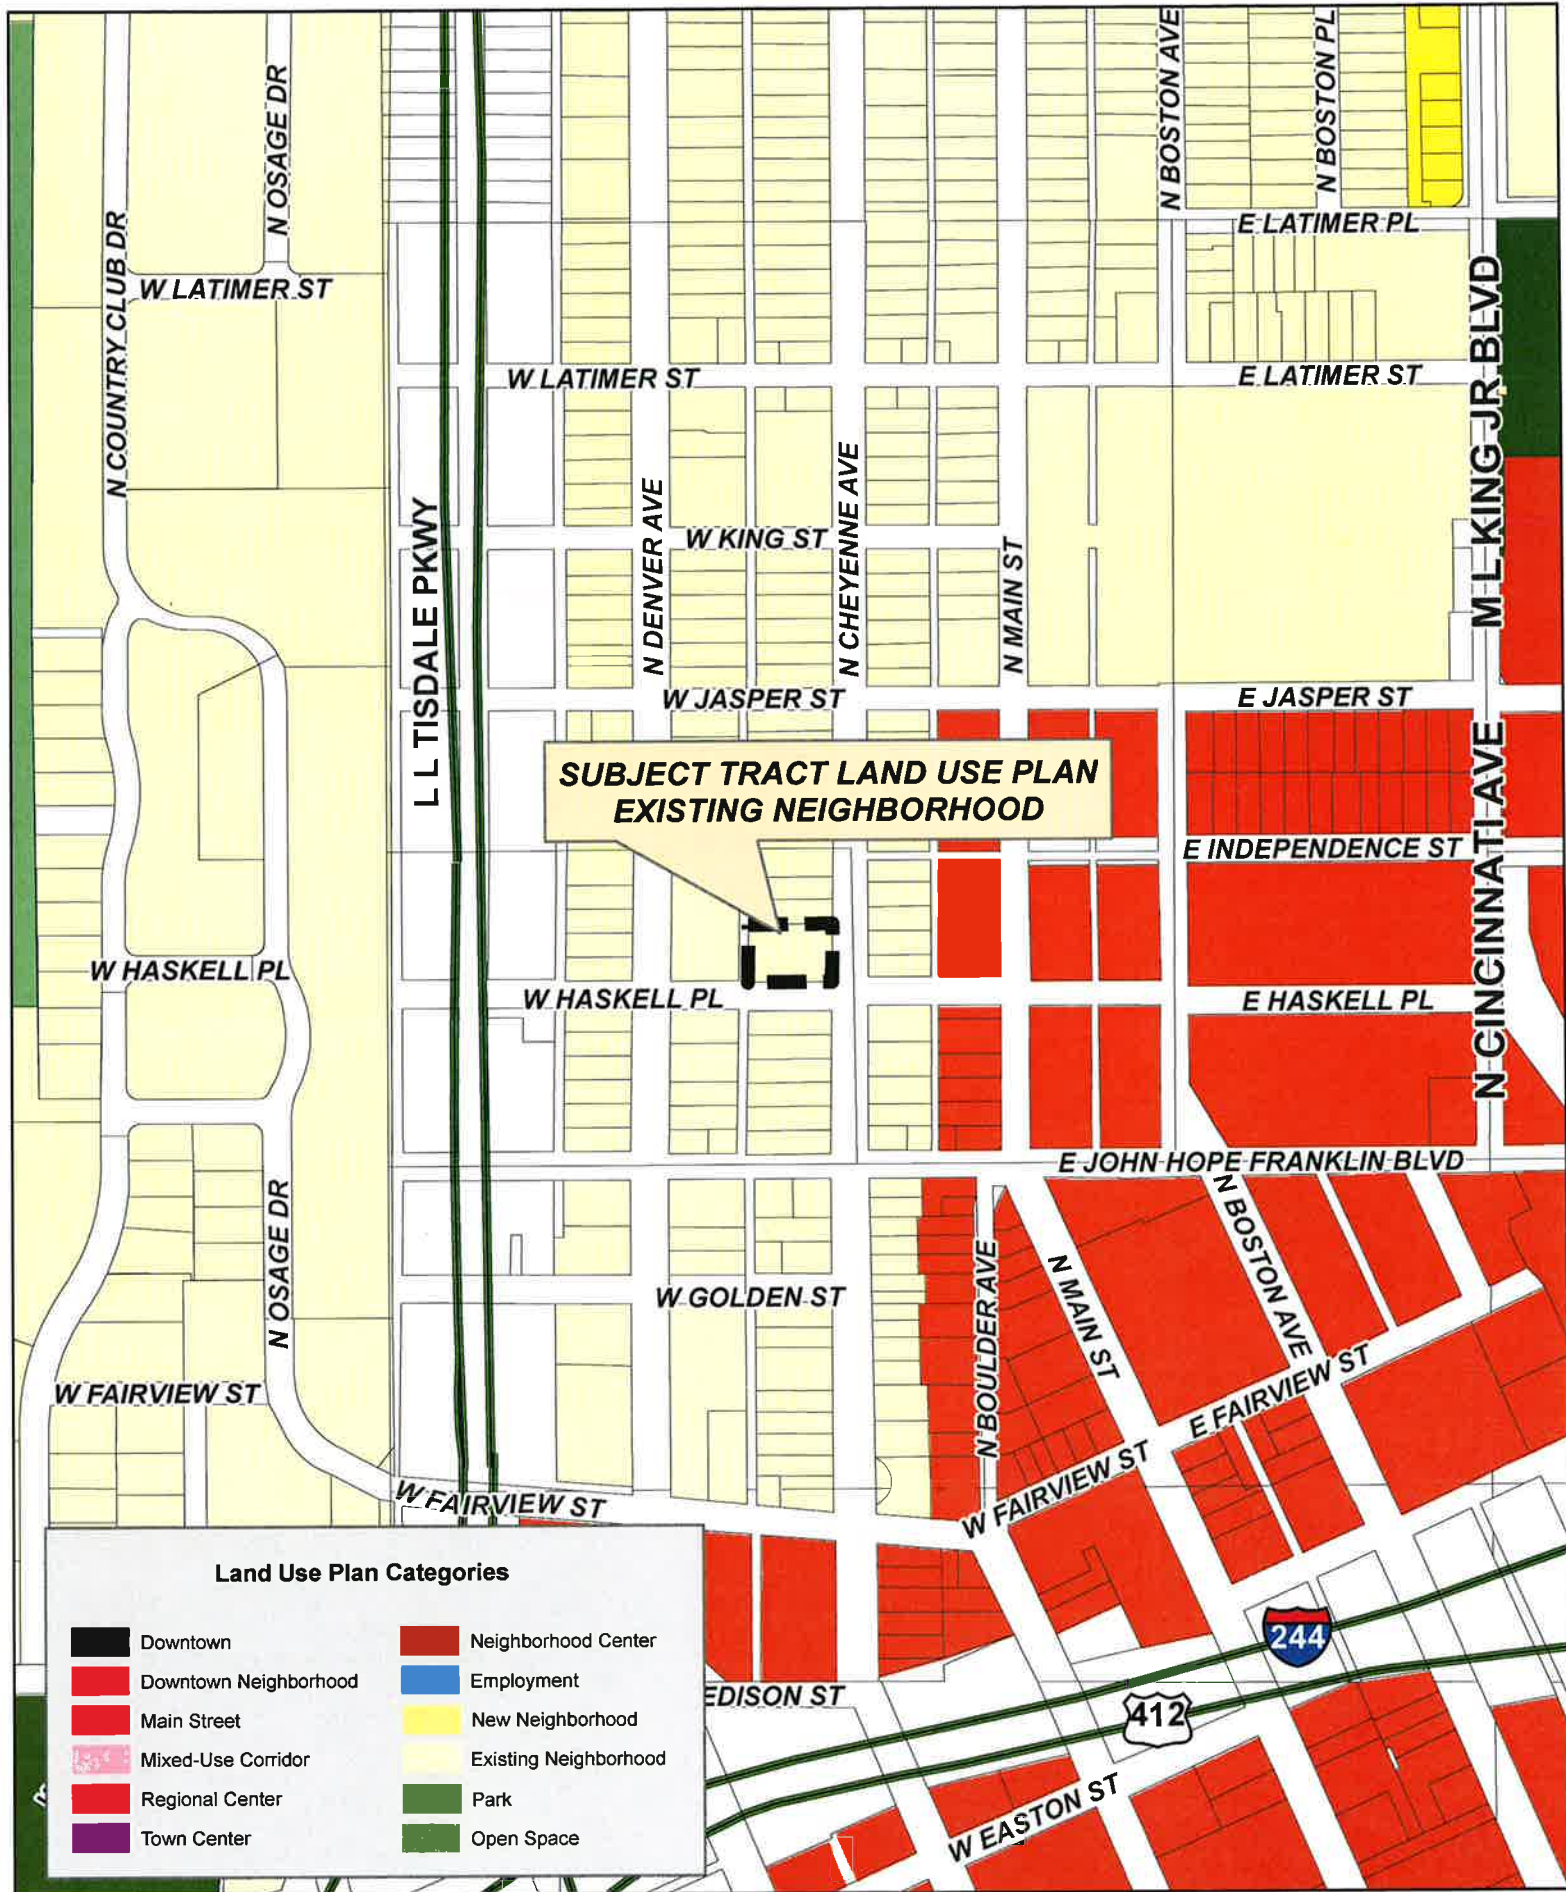 N BOSTON AVE
N BOSTON PL
N OSAGE DR
N COUNTRY CLUB DR
E LATIMER PL
W LATIMER ST
W LATIMER ST
E LATIMER ST
M L KING JR BLVD
L L TISDALE PKWY
N DENVER AVE
W KING ST
N CHEYENNE AVE
N MAIN ST
W JASPER ST
E JASPER ST
SUBJECT TRACT LAND USE PLAN
EXISTING NEIGHBORHOOD
N CINCINNATI AVE
E INDEPENDENCE ST
W HASKELL PL
W HASKELL PL
E HASKELL PL
E JOHN HOPE FRANKLIN BLVD
N OSAGE DR
N BOULDER AVE
N MAIN ST
N BOSTON AVE
W GOLDEN ST
W FAIRVIEW ST
E FAIRVIEW ST
W FAIRVIEW ST
W FAIRVIEW ST
Land Use Plan Categories
Downtown
Downtown Neighborhood
Main Street
Mixed-Use Corridor
Regional Center
Town Center
Neighborhood Center
Employment
New Neighborhood
Existing Neighborhood
Park
Open Space
EDISON ST
244
412
W EASTON ST